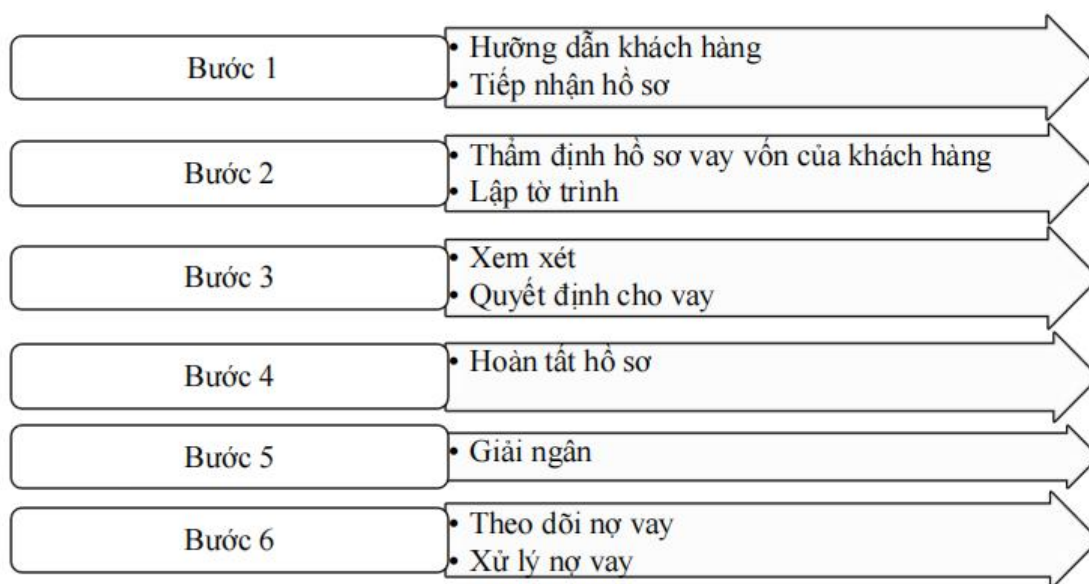 Bước 1
• Hưỡng dẫn khách hàng
• Tiếp nhận hồ sơ
Bước 2
• Thẩm định hồ sơ vay vốn của khách hàng
• Lập tờ trình
Bước 3
• Xem xét
• Quyết định cho vay
Bước 4
• Hoàn tất hồ sơ
Bước 5
• Giải ngân
Bước 6
• Theo dõi nợ vay
• Xử lý nợ vay